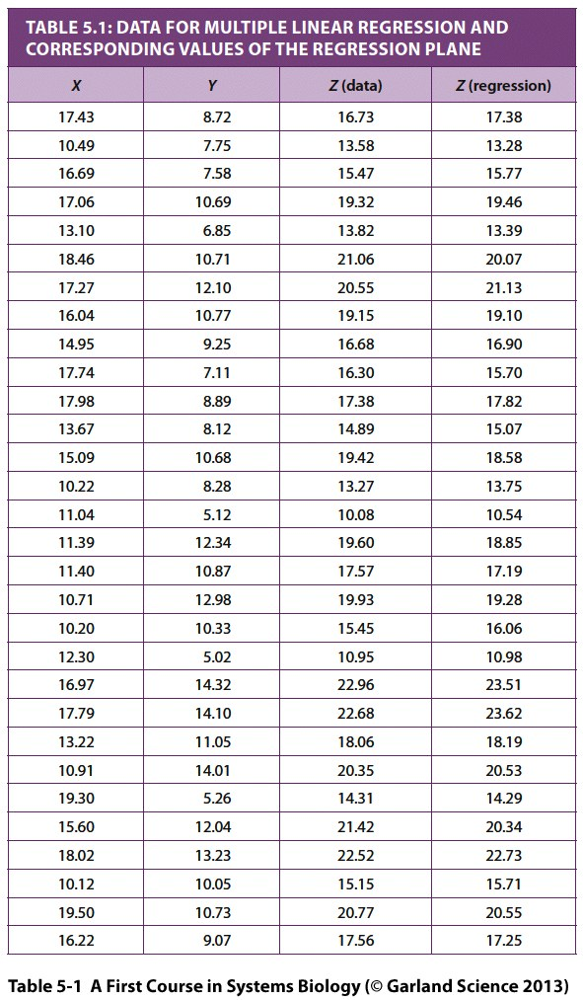 TABLE 5.1: DATA FOR MULTIPLE LINEAR REGRESSION AND
CORRESPONDING VALUES OF THE REGRESSION PLANE
X Y Z (data) Z (regression)
17.43 8.72 16.73 17.38
10.49 7.75 13.58 13.28
16.69 7.58 15.47 15.77
17.06 10.69 19.32 19.46
13.10 6.85 13.82 13.39
18.46 10.71 21.06 20.07
17.27 12.10 20.55 21.13
16.04 10.77 19.15 19.10
14.95 9.25 16.68 16.90
17.74 7.11 16.30 15.70
17.98 8.89 17.38 17.82
13.67 8.12 14.89 15.07
15.09 10.68 19.42 18.58
10.22 8.28 13.27 13.75
11.04 5.12 10.08 10.54
11.39 12.34 19.60 18.85
11.40 10.87 17.57 17.19
10.71 12.98 19.93 19.28
10.20 10.33 15.45 16.06
12.30 5.02 10.95 10.98
16.97 14.32 22.96 23.51
17.79 14.10 22.68 23.62
13.22 11.05 18.06 18.19
10.91 14.01 20.35 20.53
19.30 5.26 14.31 14.29
15.60 12.04 21.42 20.34
18.02 13.23 22.52 22.73
10.12 10.05 15.15 15.71
19.50 10.73 20.77 20.55
16.22 9.07 17.56 17.25
Table 5-1 A First Course in Systems Biology (© Garland Science 2013)